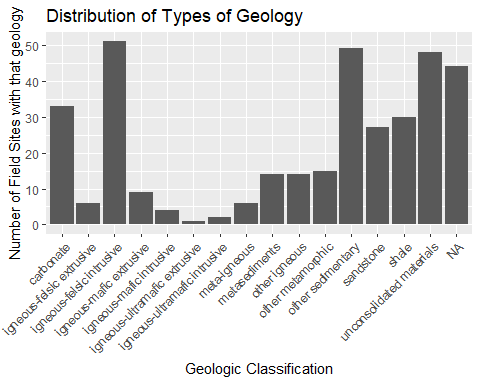 Distribution of Types of Geology
Number of Field Sites with that geology
50
40
30
20
10
0
carbonate
Igneous-felsic extrusive
Igneous-felsic intrusive
Igneous-mafic extrusive
Igneous-mafic intrusive
Igneous-ultramafic extrusive
Igneous-ultramafic intrusive
meta-igneous
metasediments
other igneous
other metamorphic
other sedimentary
sandstone
shale
unconsolidated materials
NA
Geologic Classification